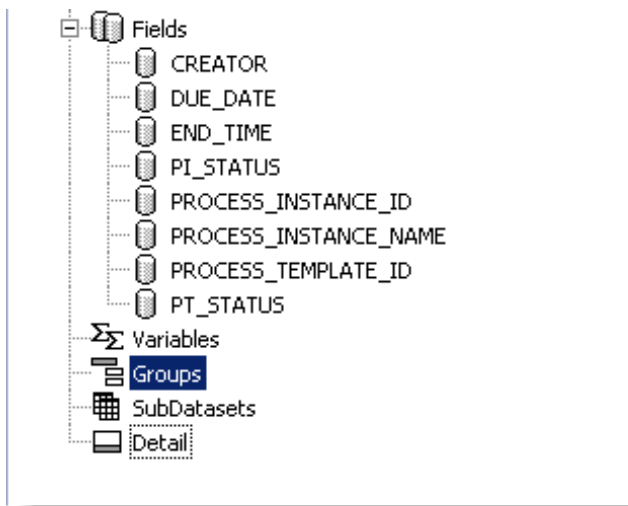 Fields
CREATOR
DUE_DATE
END_TIME
PI_STATUS
PROCESS_INSTANCE_ID
PROCESS_INSTANCE_NAME
PROCESS_TEMPLATE_ID
PT_STATUS
Variables
Groups
SubDatasets
Detail